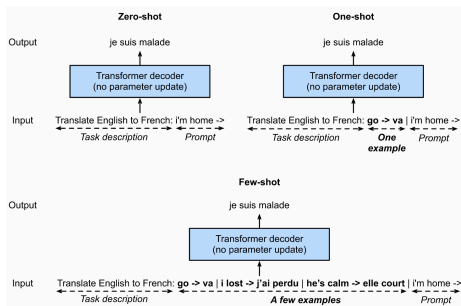 Zero-shot
One-shot
Output
je suis malade
je suis malade
Transformer decoder
(no parameter update)
Transformer decoder
(no parameter update)
Input
Translate English to French: i'm home ->
Translate English to French: go -> va | i'm home ->
Task description
Prompt
Task description
One
example
Prompt
Few-shot
Output
je suis malade
Transformer decoder
(no parameter update)
Input
Translate English to French: go -> va | i lost -> j'ai perdu | he's calm -> elle court | i'm home ->
Task description
A few examples
Prompt